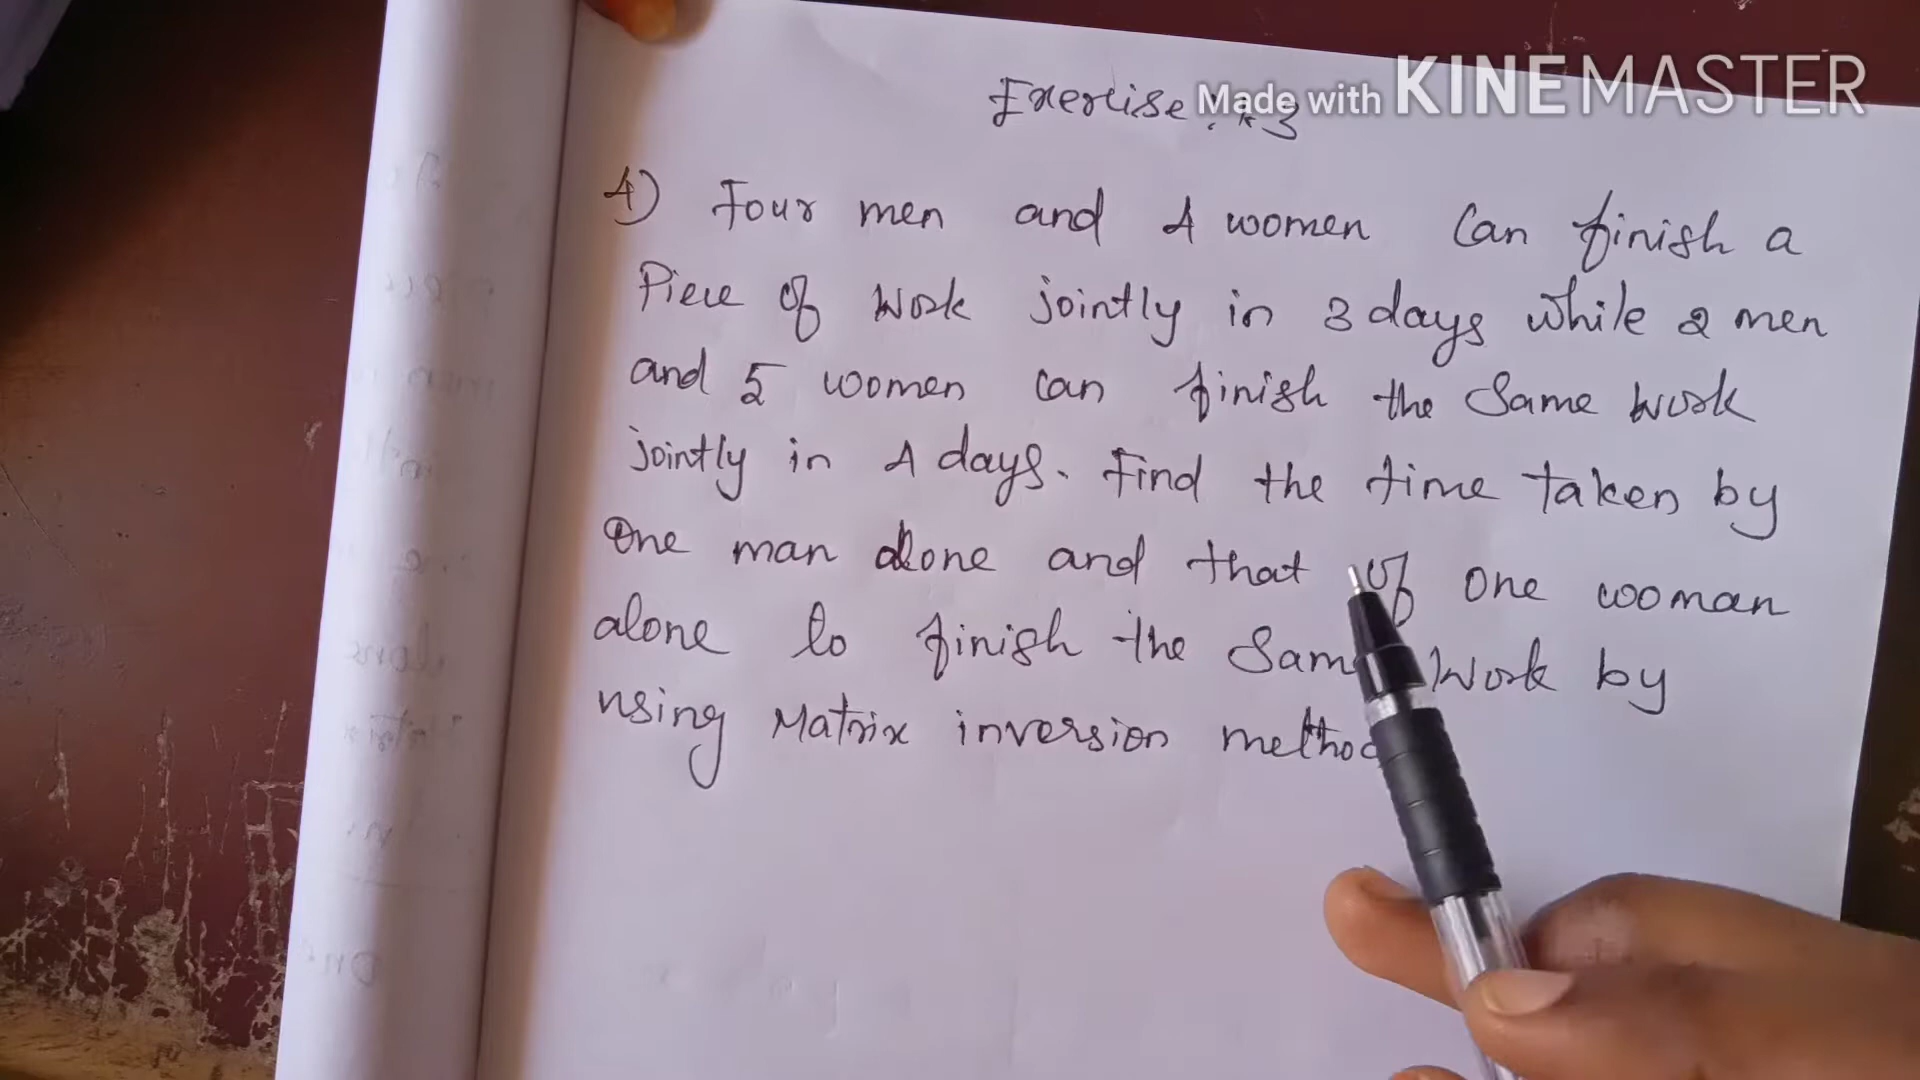 Made with KINEMASTER
Exercise: 1.3
4) Four men and 4 women can finish a
Piece of work jointly in 3 days while 2 men
and 5 women can finish the same work
jointly in 4 days. Find the time taken by
one man alone and that of one woman
alone to finish the same work by
using Matrix inversion method